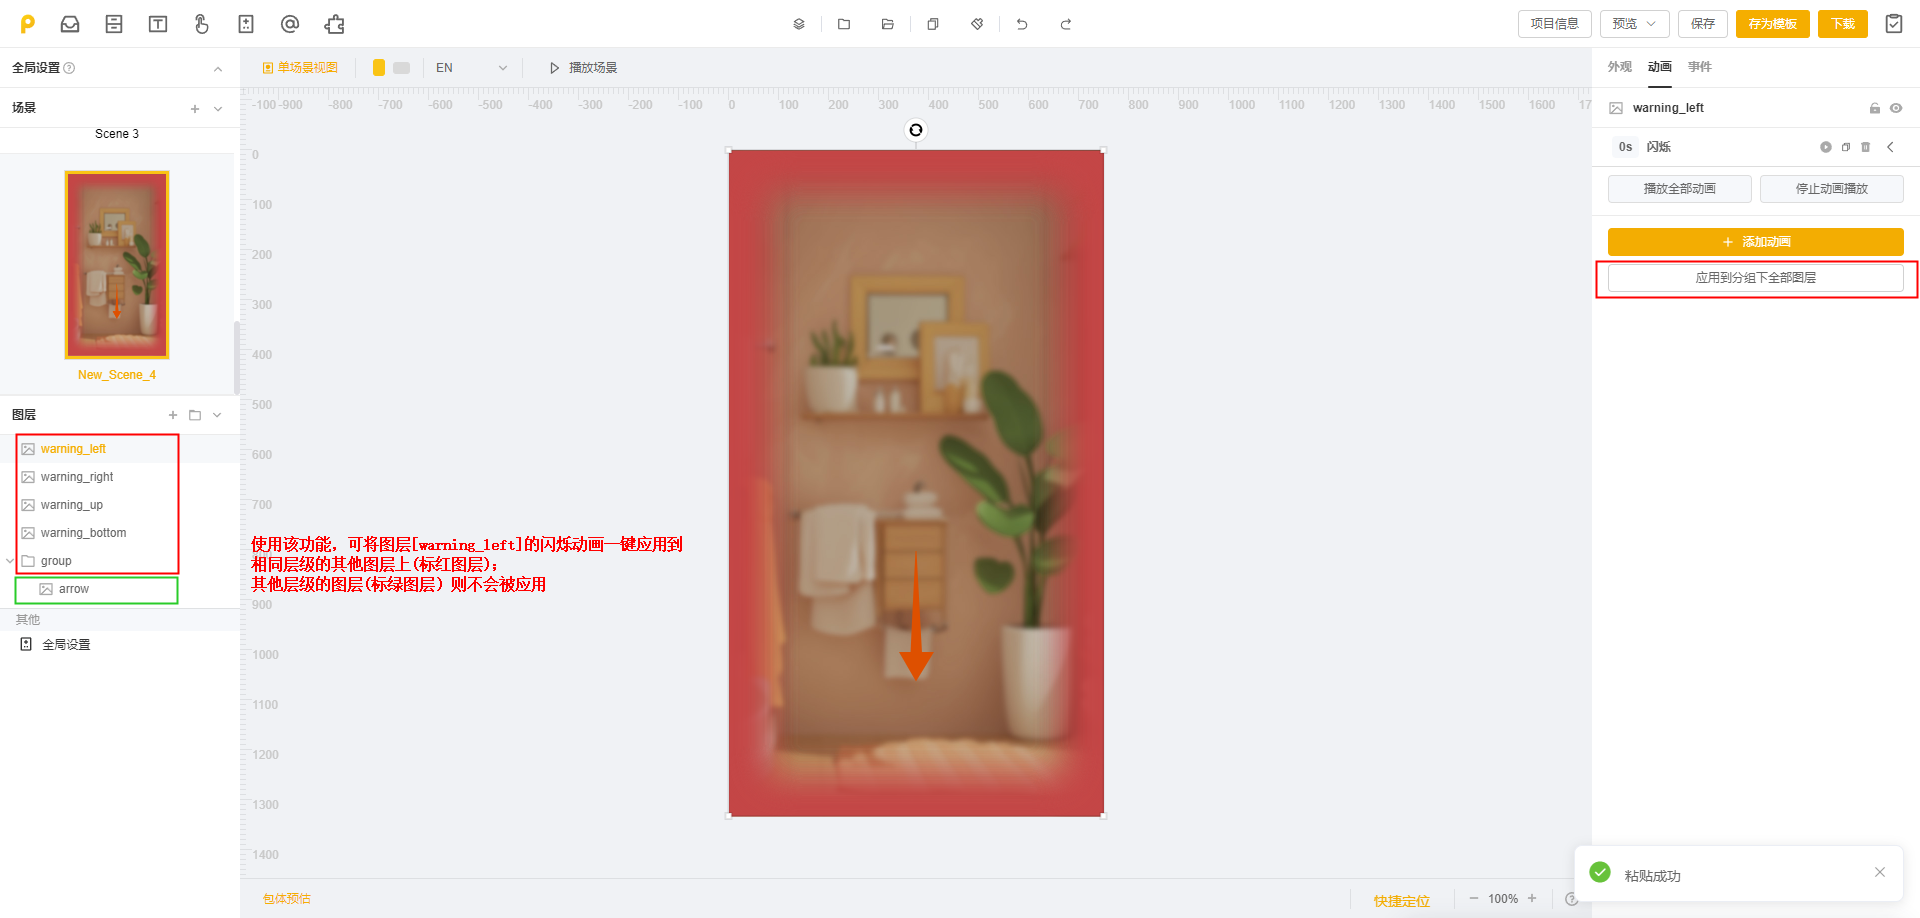 项目信息
预览
保存
存为模板
下载
全局设置
单场景视图
EN
播放场景
外观
动画
事件
场景
-100 -900 -800 -700 -600 -500 -400 -300 -200 -100 0 100 200 300 400 500 600 700 800 900 1000 1100 1200 1300 1400 1500 1600 17
warning_left
Scene 3
0s 闪烁
0
播放全部动画
停止动画播放
100
200
+ 添加动画
应用到分组下全部图层
300
400
New_Scene_4
500
图层
warning_left
600
warning_right
warning_up
700
warning_bottom
使用该功能，可将图层[warning_left]的闪烁动画一键应用到
相同层级的其他图层上(标红图层);
group
其他层级的图层(标绿图层) 则不会被应用
arrow
900
其他
全局设置
1000
1100
1200
1300
1400
粘贴成功
包体预估
快捷定位
100%